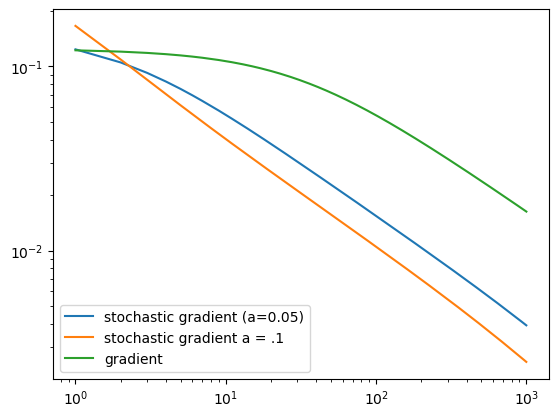 10⁻¹
10⁻²
stochastic gradient (a=0.05)
stochastic gradient a = .1
gradient
10⁰ 10¹ 10² 10³